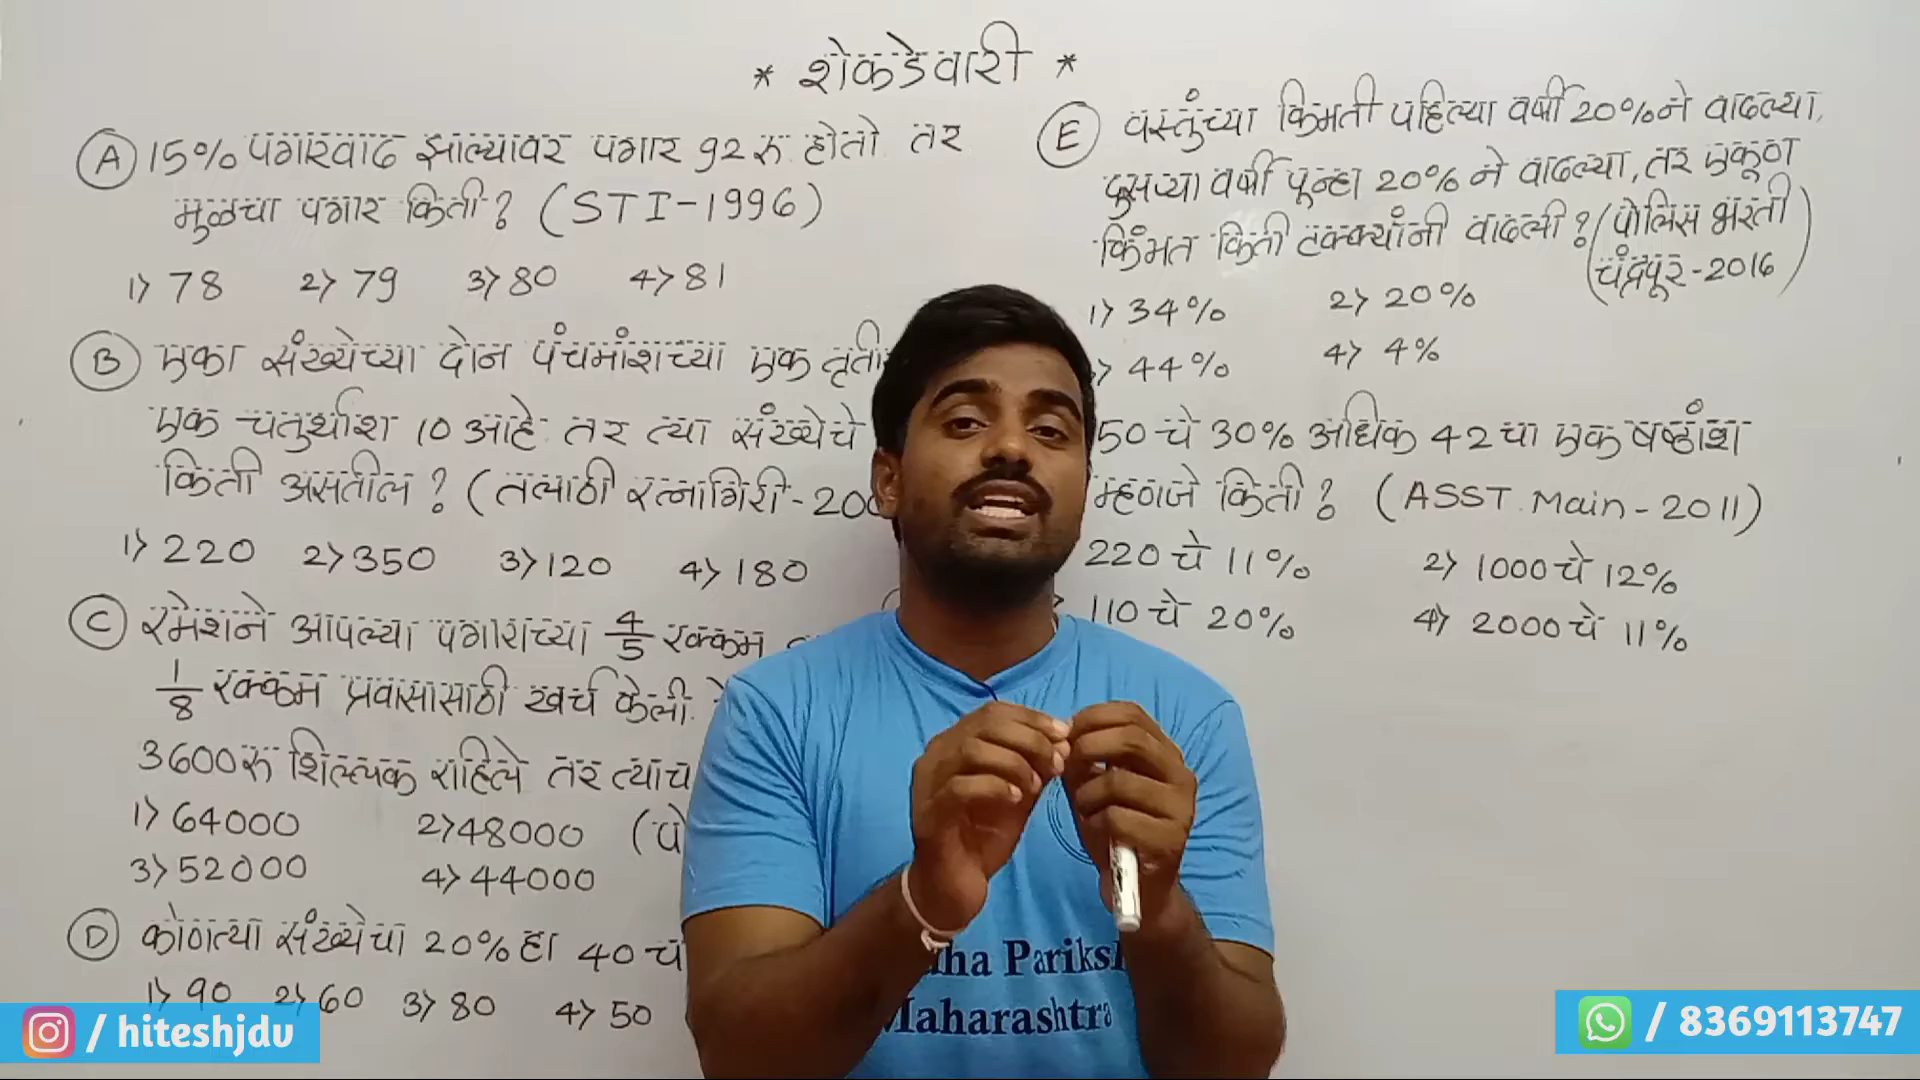 * शेकडेवारी *
A 15% पगारवाढ झाल्यावर पगार 92 रु. होतो तर
मुळचा पगार किती? (STI-1996)
1) 78 2) 79 3) 80 4) 81
B एका संख्येच्या दोन पंचमांशाच्या एक
एक चतुर्थांश 10 आहे. तर त्या संख्येचे
किती असतील? (तलाठी रत्नागिरी-
1) 220 2) 350 3) 120 4) 180
C रमेशने आपल्या पगाराच्या 4/5 रक्कम
1/8 रक्कम प्रवासासाठी खर्च केली.
3600 रु शिल्लक राहिले तर
1) 64000 2) 48000
3) 52000 4) 44000
D कोणत्या संख्येचा 20% हा 40
1) 90 2) 60 3) 80 4) 50
E वस्तुंच्या किंमती पहिल्या वर्षी 20% ने वाढल्या,
दुसऱ्या वर्षी पून्हा 20% ने वाढल्या, तर एकूण
किंमत किती टक्क्यांनी वाढली? (पोलिस भरती
चंद्रपूर-2016)
1) 34% 2) 20%
44% 4) 4%
50 चे 30% अधिक 42 चा एक षष्ठांश
म्हणजे किती? (ASST. Main-2011)
220 चे 11% 2) 1000 चे 12%
110 चे 20% 4) 2000 चे 11%
Maharashtra
/ hiteshjdu
/ 8369113747